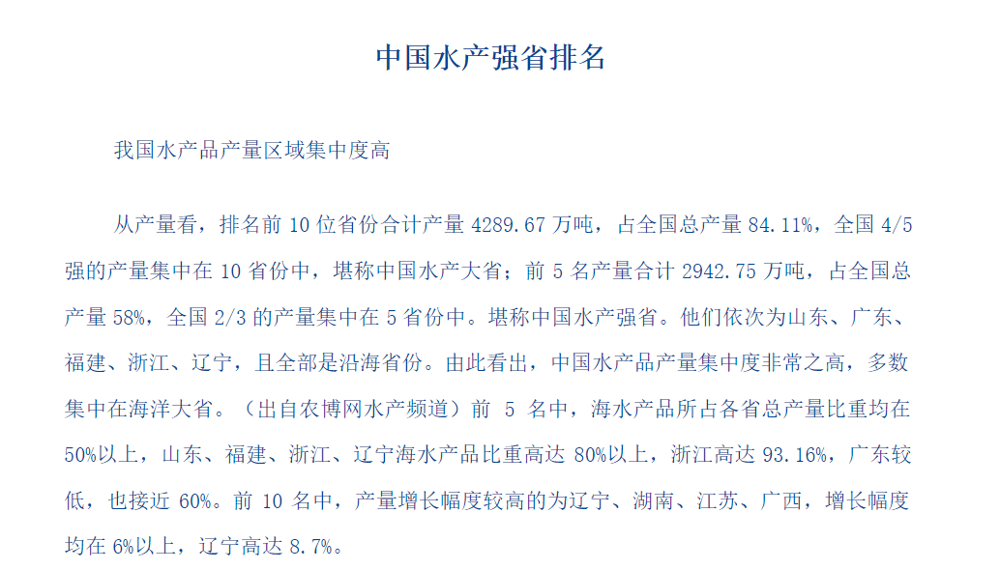 中国水产强省排名
我国水产品产量区域集中度高
从产量看，排名前 10 位省份合计产量 4289.67 万吨，占全国总产量 84.11%，全国 4/5
强的产量集中在 10 省份中，堪称中国水产大省；前 5 名产量合计 2942.75 万吨，占全国总
产量 58%，全国 2/3 的产量集中在 5 省份中。堪称中国水产强省。他们依次为山东、广东、
福建、浙江、辽宁，且全部是沿海省份。由此看出，中国水产品产量集中度非常之高，多数
集中在海洋大省。（出自农博网水产频道）前 5 名中，海水产品所占各省总产量比重均在
50%以上，山东、福建、浙江、辽宁海水产品比重高达 80%以上，浙江高达 93.16%，广东较
低，也接近 60%。前 10 名中，产量增长幅度较高的为辽宁、湖南、江苏、广西，增长幅度
均在 6%以上，辽宁高达 8.7%。